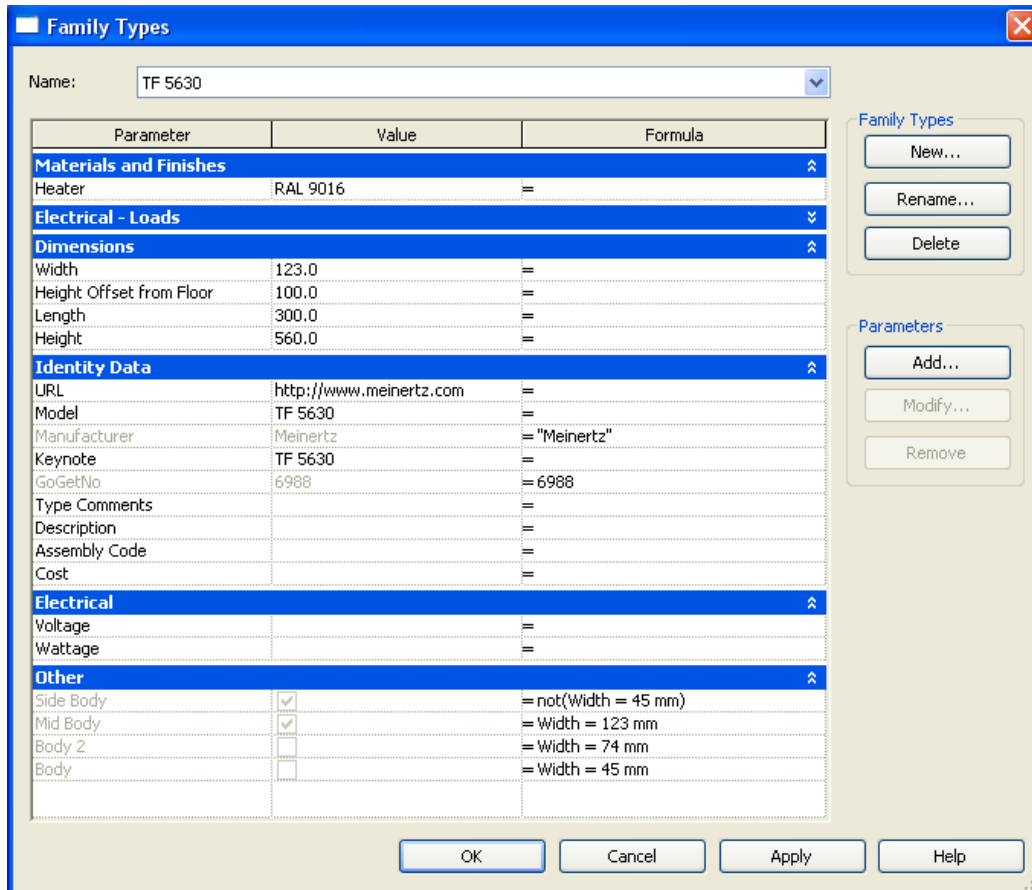 Family Types
Name: TF 5630
Parameter Value Formula
Materials and Finishes
Heater RAL 9016 =
Electrical - Loads
Dimensions
Width 123.0 =
Height Offset from Floor 100.0 =
Length 300.0 =
Height 560.0 =
Identity Data
URL http://www.meinertz.com =
Model TF 5630 =
Manufacturer Meinertz = "Meinertz"
Keynote TF 5630 =
GoGetNo 6988 = 6988
Type Comments =
Description =
Assembly Code =
Cost =
Electrical
Voltage =
Wattage =
Other
Side Body = not(Width = 45 mm)
Mid Body = Width = 123 mm
Body 2 = Width = 74 mm
Body = Width = 45 mm
Family Types
New...
Rename...
Delete
Parameters
Add...
Modify...
Remove
OK Cancel Apply Help